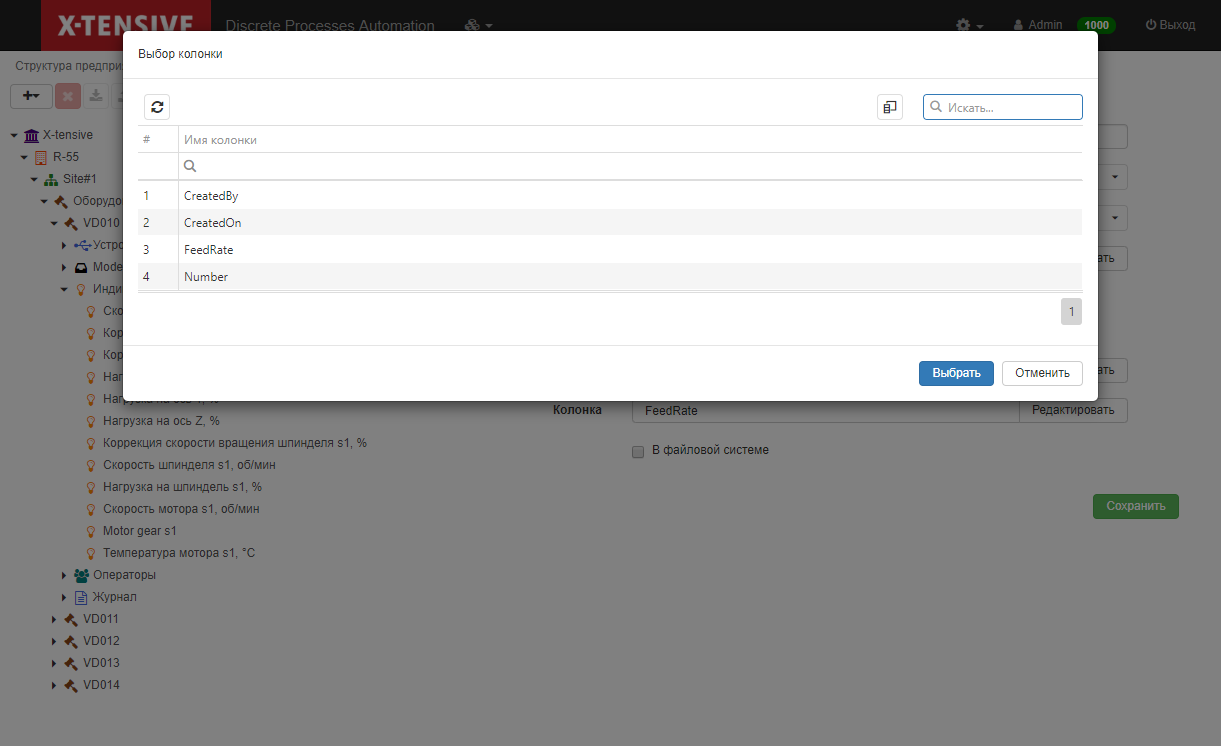 X-TENSIVE Discrete Processes Automation Admin 1000 Выход
Структура предпри
Выбор колонки
Искать...
# Имя колонки
1 CreatedBy
2 CreatedOn
3 FeedRate
4 Number
1
Выбрать Отменить
X-tensive
R-55
Site#1
Оборудо
VD010
Устро
Mode
Инди
Ско
Кор
Кор
Наг
Нагрузка на ось Y, %
Нагрузка на ось Z, %
Коррекция скорости вращения шпинделя s1, %
Скорость шпинделя s1, об/мин
Нагрузка на шпиндель s1, %
Скорость мотора s1, об/мин
Motor gear s1
Температура мотора s1, °C
Операторы
Журнал
VD011
VD012
VD013
VD014
ать
ать
Колонка FeedRate Редактировать
В файловой системе
Сохранить